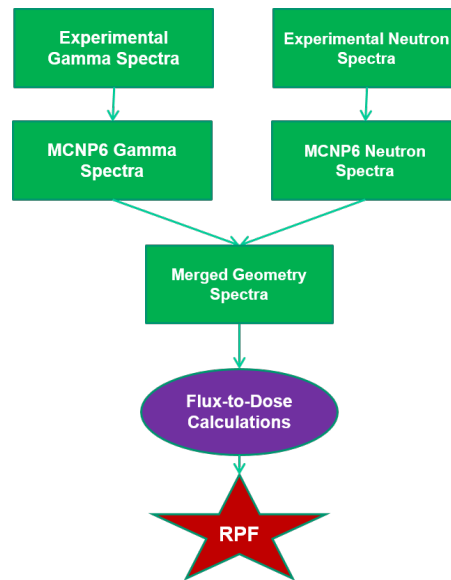 Experimental
Gamma Spectra
Experimental Neutron
Spectra
MCNP6 Gamma
Spectra
MCNP6 Neutron
Spectra
Merged Geometry
Spectra
Flux-to-Dose
Calculations
RPF